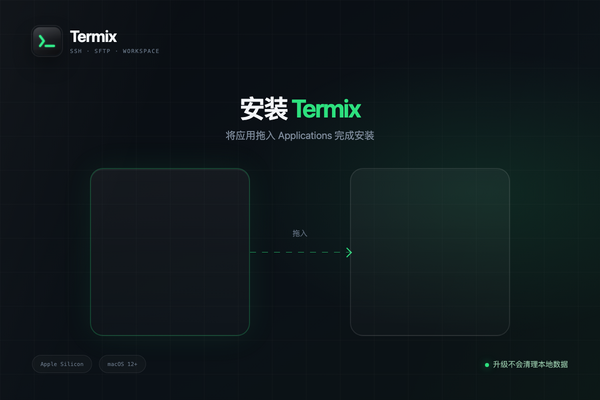 Termix
SSH · SFTP · WORKSPACE
安装 Termix
将应用拖入 Applications 完成安装
拖入
Apple Silicon
macOS 12+
升级不会清理本地数据